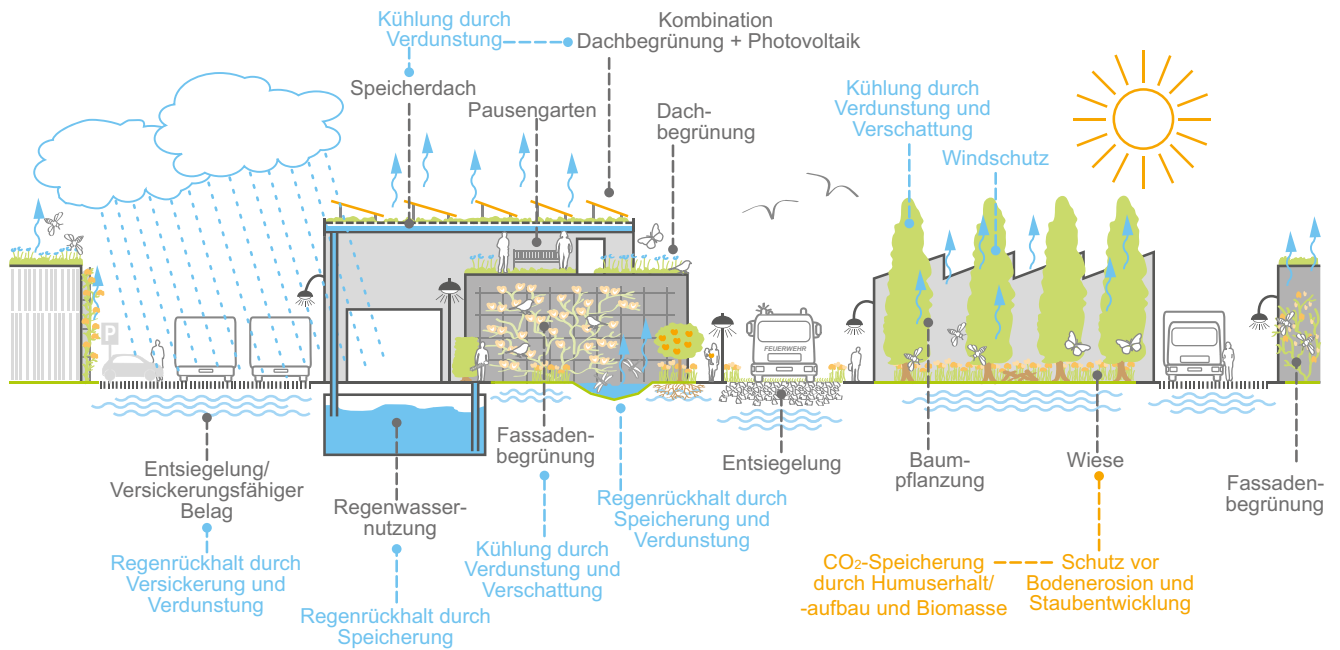 Kühlung durch
Verdunstung
Kombination
Dachbegrünung + Photovoltaik
Speicherdach
Pausengarten
Dach-
begrünung
Kühlung durch
Verdunstung und
Verschattung
Windschutz
P
FEUERWEHR
Entsiegelung/
Versickerungsfähiger
Belag
Regenrückhalt durch
Versickerung und
Verdunstung
Regenwasser-
nutzung
Regenrückhalt durch
Speicherung
Fassaden-
begrünung
Kühlung durch
Verdunstung und
Verschattung
Regenrückhalt durch
Speicherung und
Verdunstung
Entsiegelung
Baum-
pflanzung
Wiese
CO2-Speicherung
durch Humuserhalt/
-aufbau und Biomasse
Schutz vor
Bodenerosion und
Staubentwicklung
Fassaden-
begrünung